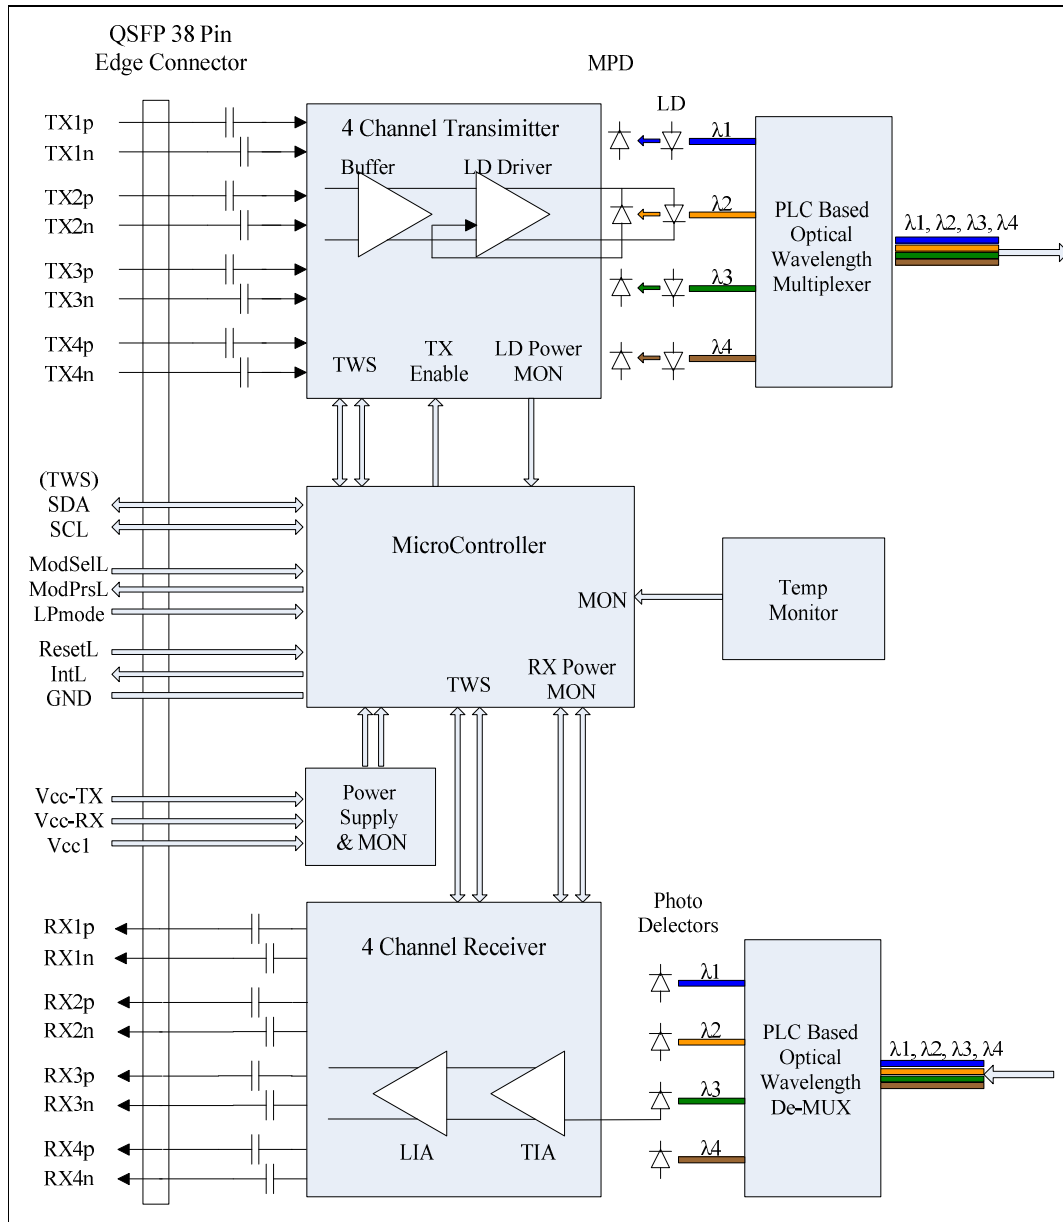 QSFP 38 Pin
Edge Connector
MPD
LD
TX1p
TX1n
TX2p
TX2n
TX3p
TX3n
TX4p
TX4n
4 Channel Transimitter
Buffer
LD Driver
TWS
TX
Enable
LD Power
MON
λ1
λ2
λ3
λ4
PLC Based
Optical
Wavelength
Multiplexer
λ1, λ2, λ3, λ4
(TWS)
SDA
SCL
ModSelL
ModPrsL
LPmode
ResetL
IntL
GND
MicroController
MON
TWS
RX Power
MON
Temp
Monitor
Vcc-TX
Vcc-RX
Vcc1
Power
Supply
& MON
RX1p
RX1n
RX2p
RX2n
RX3p
RX3n
RX4p
RX4n
4 Channel Receiver
LIA
TIA
Photo
Delectors
λ1
λ2
λ3
λ4
PLC Based
Optical
Wavelength
De-MUX
λ1, λ2, λ3, λ4